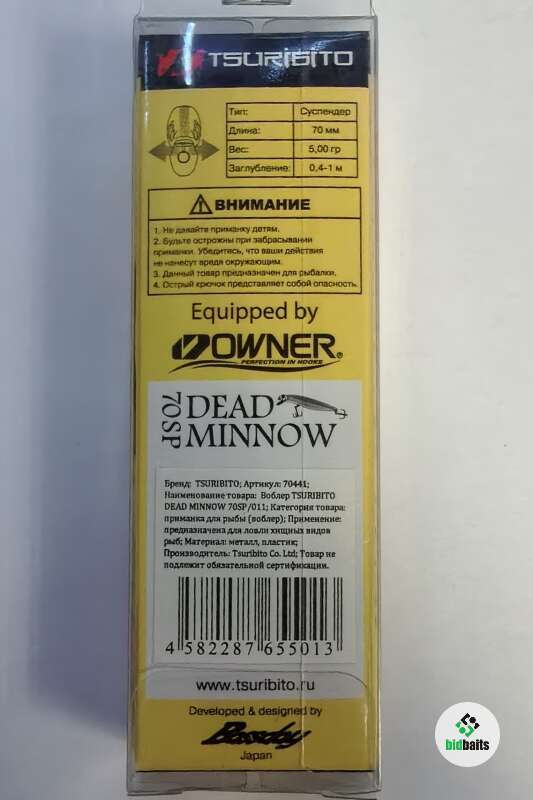 TSURIBITO
Тип: Суспендер
Длина: 70 мм
Вес: 5,00 гр
Заглубление: 0,4-1 м
ВНИМАНИЕ
1. Не давайте приманку детям.
2. Будьте острожны при забрасывании
приманки. Убедитесь, что ваши действия
не нанесут вреда окружающим.
3. Данный товар предназначен для рыбалки.
4. Острый крючок представляет собой опасность.
Equipped by
OWNER®
PERFECTION IN HOOKS
70SP
DEAD
MINNOW
Бренд: TSURIBITO; Артикул: 70441;
Наименование товара: Воблер TSURIBITO
DEAD MINNOW 70SP/011; Категория товара:
приманка для рыбы (воблер); Применение:
предназначена для ловли хищных видов
рыб; Материал: металл, пластик;
Производитель: Tsuribito Co. Ltd; Товар не
подлежит обязательной сертификации.
4 582287 655013
www.tsuribito.ru
Developed & designed by
Bassday
Japan
bidbaits